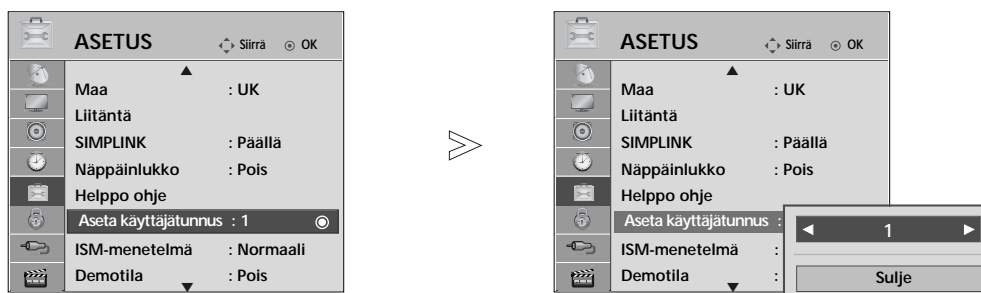 ASETUS Siirrä OK
Maa : UK
Liitäntä
SIMPLINK : Päällä
Näppäinlukko : Pois
Helppo ohje
Aseta käyttäjätunnus : 1
ISM-menetelmä : Normaali
Demotila : Pois
ASETUS Siirrä OK
Maa : UK
Liitäntä
SIMPLINK : Päällä
Näppäinlukko : Pois
Helppo ohje
Aseta käyttäjätunnus :
ISM-menetelmä :
Demotila :
1
Sulje